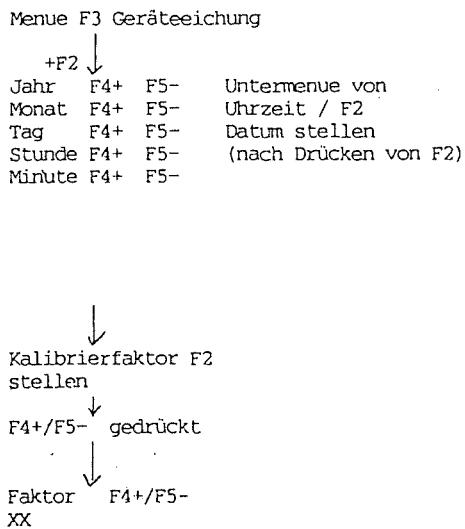 Menue F3 Geräteeichung
+F2
Jahr F4+ F5- Untermenue von
Monat F4+ F5- Uhrzeit / F2
Tag F4+ F5- Datum stellen
Stunde F4+ F5- (nach Drücken von F2)
Minute F4+ F5-
Kalibrierfaktor F2
stellen
F4+/F5- gedrückt
Faktor F4+/F5-
XX